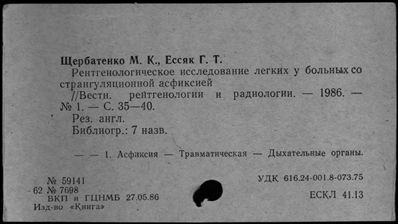 Щербатенко М. К., Ессяк Г. Т.
Рентгенологическое исследование легких у больных со
странгуляционной асфиксией
//Вестн. рейтгенологии и радиологии. — 1986. —
№ 1. — С. 35—40.
Рез. англ.
Библиогр.: 7 назв.
— — 1. Асфиксия — Травматическая — Дыхательные органы.
№ 59141
УДК 616.24-001.8-073.75
62 № 7698
ВКП и ГЦНМБ 27.05.86
ЕСКЛ 41.13
Изд-во «Книга»